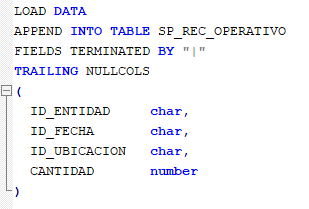 LOAD DATA
APPEND INTO TABLE SP_REC_OPERATIVO
FIELDS TERMINATED BY "|"
TRAILING NULLCOLS
(
ID_ENTIDAD char,
ID_FECHA char,
ID_UBICACION char,
CANTIDAD number
)